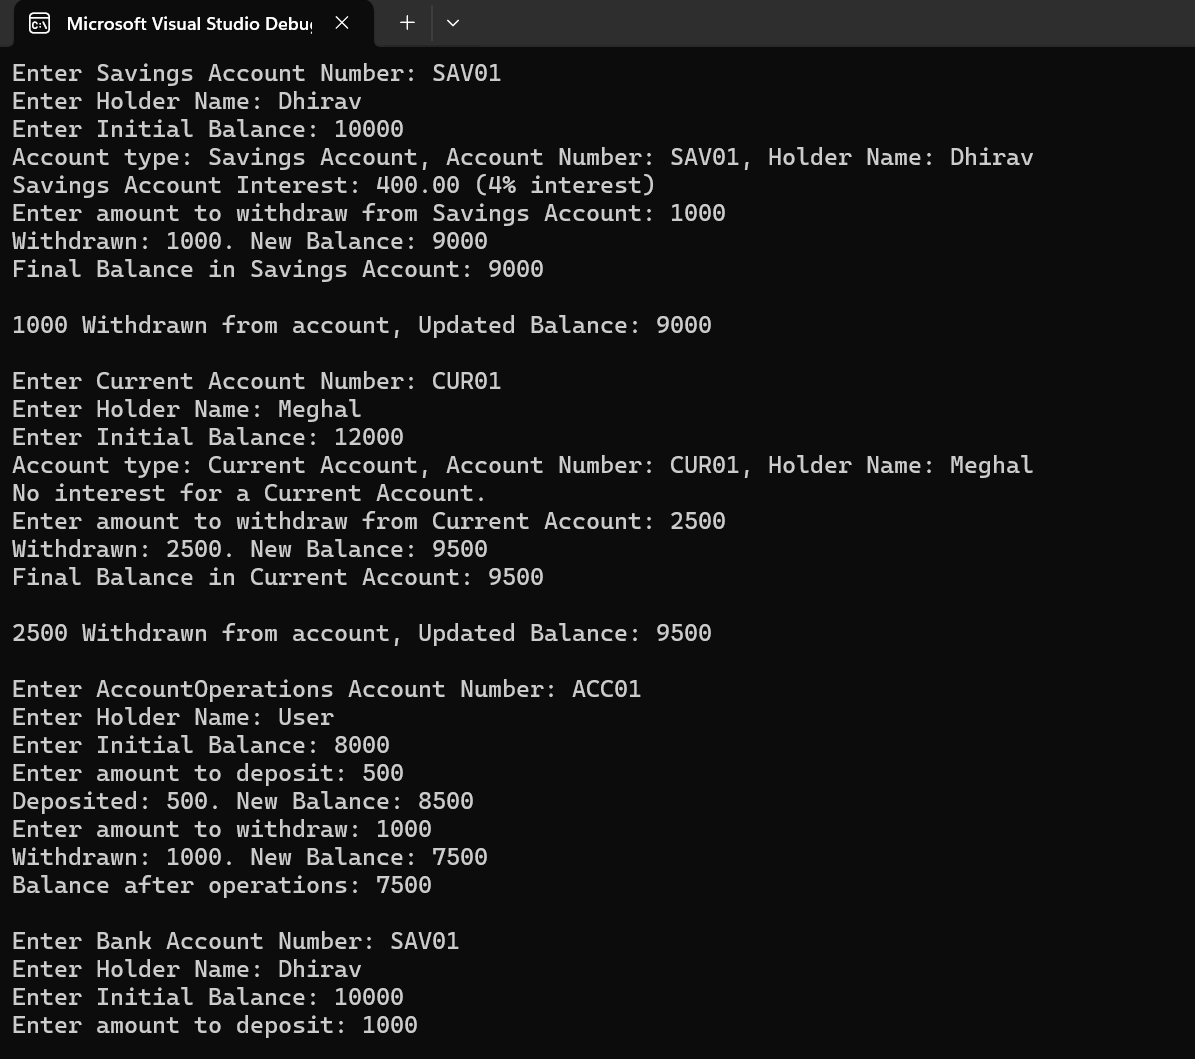 Microsoft Visual Studio Debu
Enter Savings Account Number: SAV01
Enter Holder Name: Dhirav
Enter Initial Balance: 10000
Account type: Savings Account, Account Number: SAV01, Holder Name: Dhirav
Savings Account Interest: 400.00 (4% interest)
Enter amount to withdraw from Savings Account: 1000
Withdrawn: 1000. New Balance: 9000
Final Balance in Savings Account: 9000
1000 Withdrawn from account, Updated Balance: 9000
Enter Current Account Number: CUR01
Enter Holder Name: Meghal
Enter Initial Balance: 12000
Account type: Current Account, Account Number: CUR01, Holder Name: Meghal
No interest for a Current Account.
Enter amount to withdraw from Current Account: 2500
Withdrawn: 2500. New Balance: 9500
Final Balance in Current Account: 9500
2500 Withdrawn from account, Updated Balance: 9500
Enter AccountOperations Account Number: ACC01
Enter Holder Name: User
Enter Initial Balance: 8000
Enter amount to deposit: 500
Deposited: 500. New Balance: 8500
Enter amount to withdraw: 1000
Withdrawn: 1000. New Balance: 7500
Balance after operations: 7500
Enter Bank Account Number: SAV01
Enter Holder Name: Dhirav
Enter Initial Balance: 10000
Enter amount to deposit: 1000